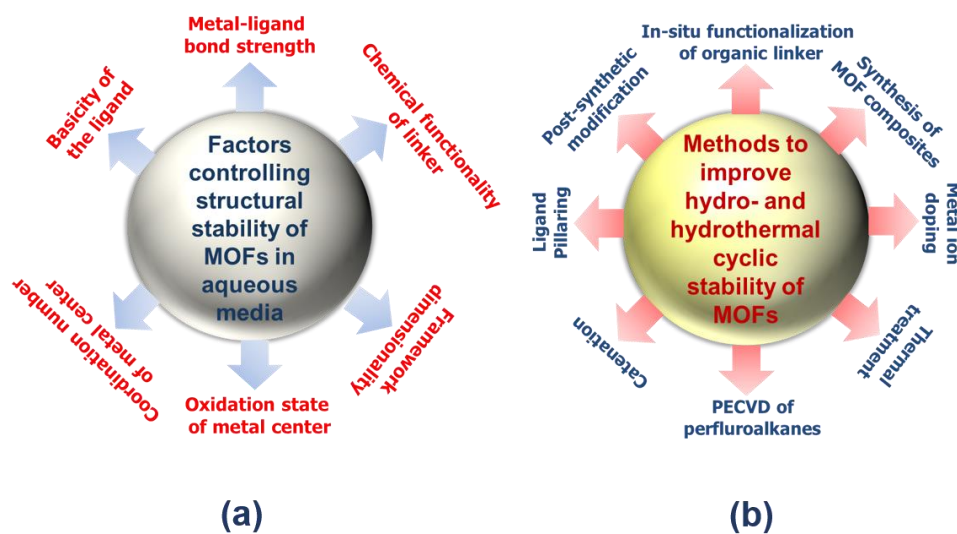 Metal-ligand
bond strength
Chemical functionality
of linker
Framework
dimensionality
Oxidation state
of metal center
Coordination number
of metal center
Basicity of
the ligand
Factors
controlling
structural
stability of
MOFs in
aqueous
media
(a)
In-situ functionalization
of organic linker
Synthesis of
MOF composites
Metal Ion
doping
Thermal
treatment
PECVD of
perfluroalkanes
Catenation
Ligand
Pillaring
Post-synthetic
modification
Methods to
improve
hydro- and
hydrothermal
cyclic
stability of
MOFs
(b)